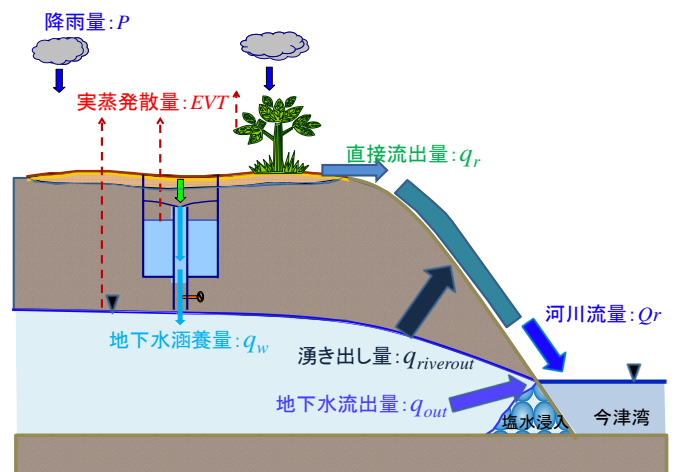 降雨量:P
実蒸発散量:EVT
直接流出量:qr
河川流量:Qr
地下水涵養量:qw
湧き出し量:qriverout
地下水流出量:qout
塩水浸入
今津湾